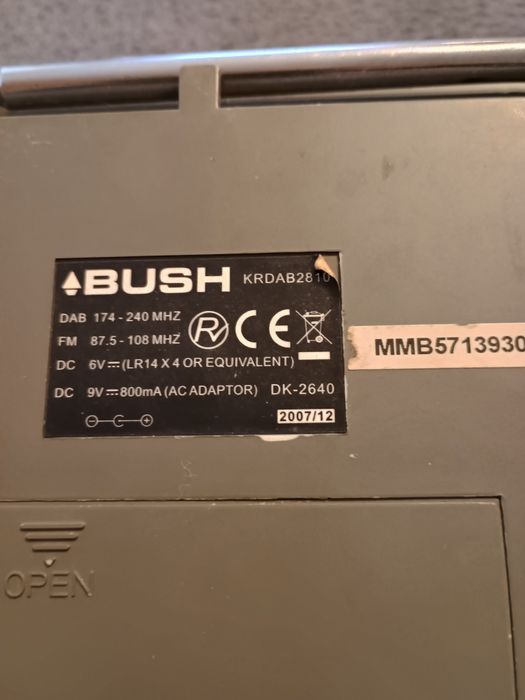 BUSH KRDAB2810
DAB 174 - 240 MHZ
FM 87.5 - 108 MHZ
DC 6V⎓(LR14 X 4 OR EQUIVALENT)
DC 9V⎓800mA (AC ADAPTOR) DK-2640
2007/12
MMB5713930
OPEN